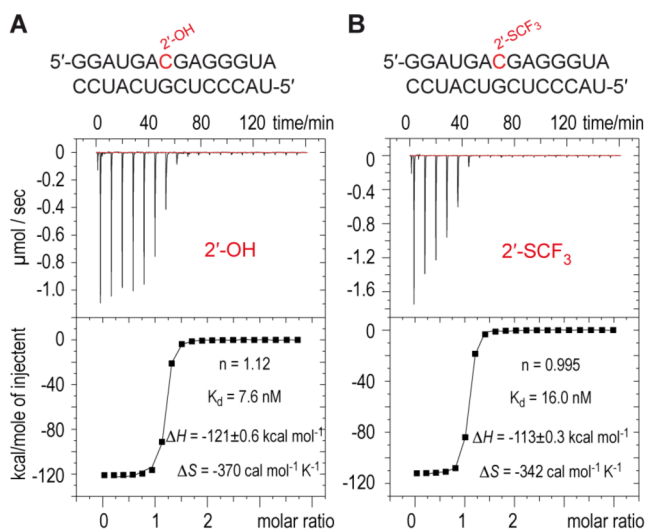 A
2′-OH
5′-GGAUGACGAGGGUA
CCUACUGCUCCCAU-5′
0 40 80 120 time/min
0
-0.2
-0.4
-0.6
-0.8
-1.0
µmol / sec
2′-OH
0
-40
-80
-120
kcal/mole of injectent
n = 1.12
Kd = 7.6 nM
ΔH = -121±0.6 kcal mol-1
ΔS = -370 cal mol-1 K-1
0 1 2 molar ratio
B
2′-SCF3
5′-GGAUGACGAGGGUA
CCUACUGCUCCCAU-5′
0 40 80 120 time/min
0
-0.4
-0.8
-1.2
-1.6
2′-SCF3
0
-40
-80
-120
n = 0.995
Kd = 16.0 nM
ΔH = -113±0.3 kcal mol-1
ΔS = -342 cal mol-1 K-1
0 1 2 molar ratio